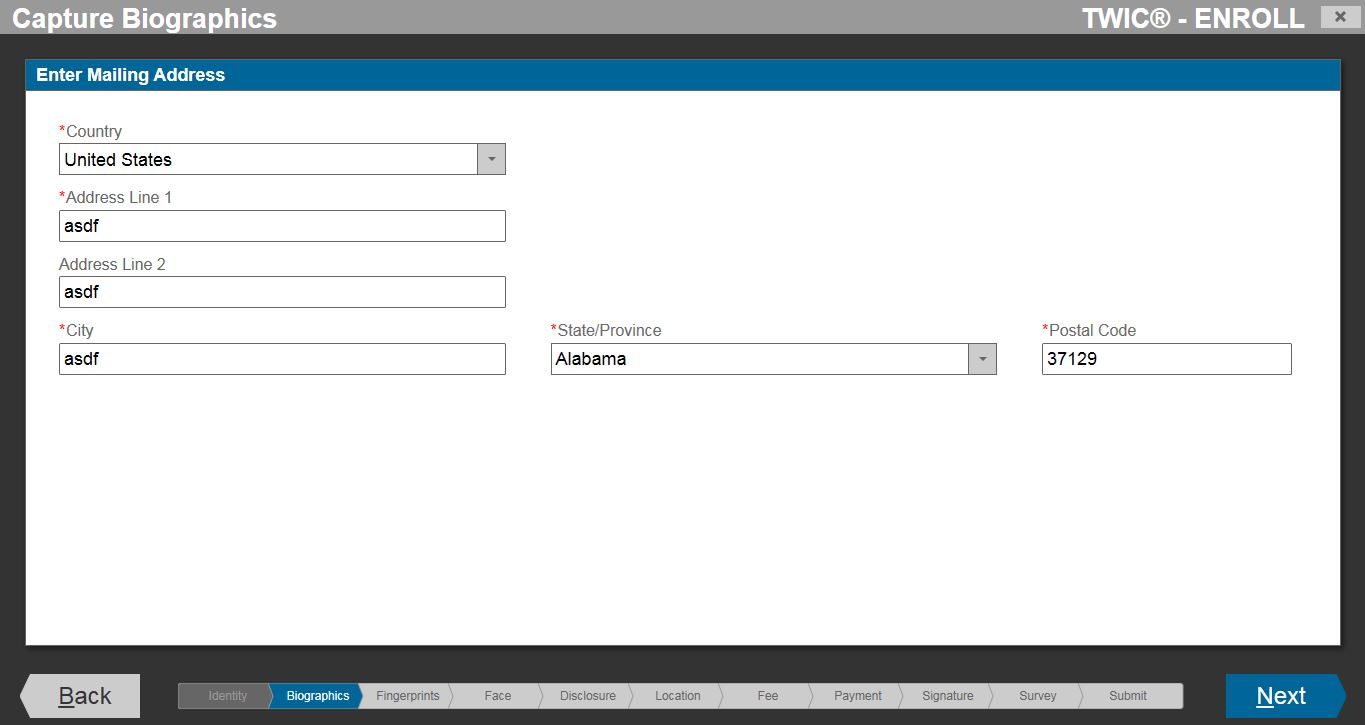 Capture Biographics TWIC® - ENROLL ×
Enter Mailing Address
*Country
United States
*Address Line 1
asdf
Address Line 2
asdf
*City *State/Province *Postal Code
asdf Alabama 37129
Back Identity Biographics Fingerprints Face Disclosure Location Fee Payment Signature Survey Submit Next